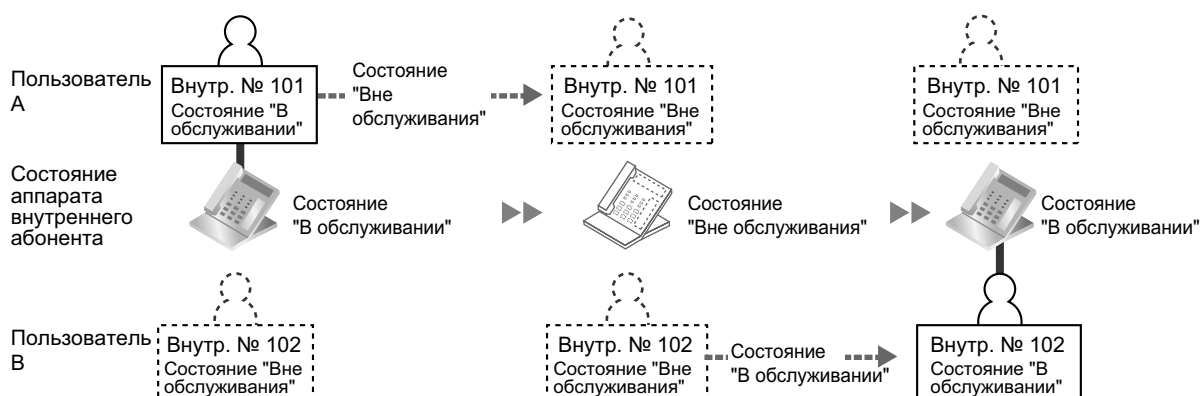 Пользователь
A
Внутр. № 101
Состояние "В
обслуживании"
Состояние
"Вне
обслуживания"
Внутр. № 101
Состояние "Вне
обслуживания"
Внутр. № 101
Состояние "Вне
обслуживания"
Состояние
аппарата
внутреннего
абонента
Состояние
"В обслуживании"
Состояние
"Вне обслуживания"
Состояние
"В обслуживании"
Пользователь
B
Внутр. № 102
Состояние "Вне
обслуживания"
Внутр. № 102
Состояние "Вне
обслуживания"
Состояние
"В обслуживании"
Внутр. № 102
Состояние "В
обслуживании"